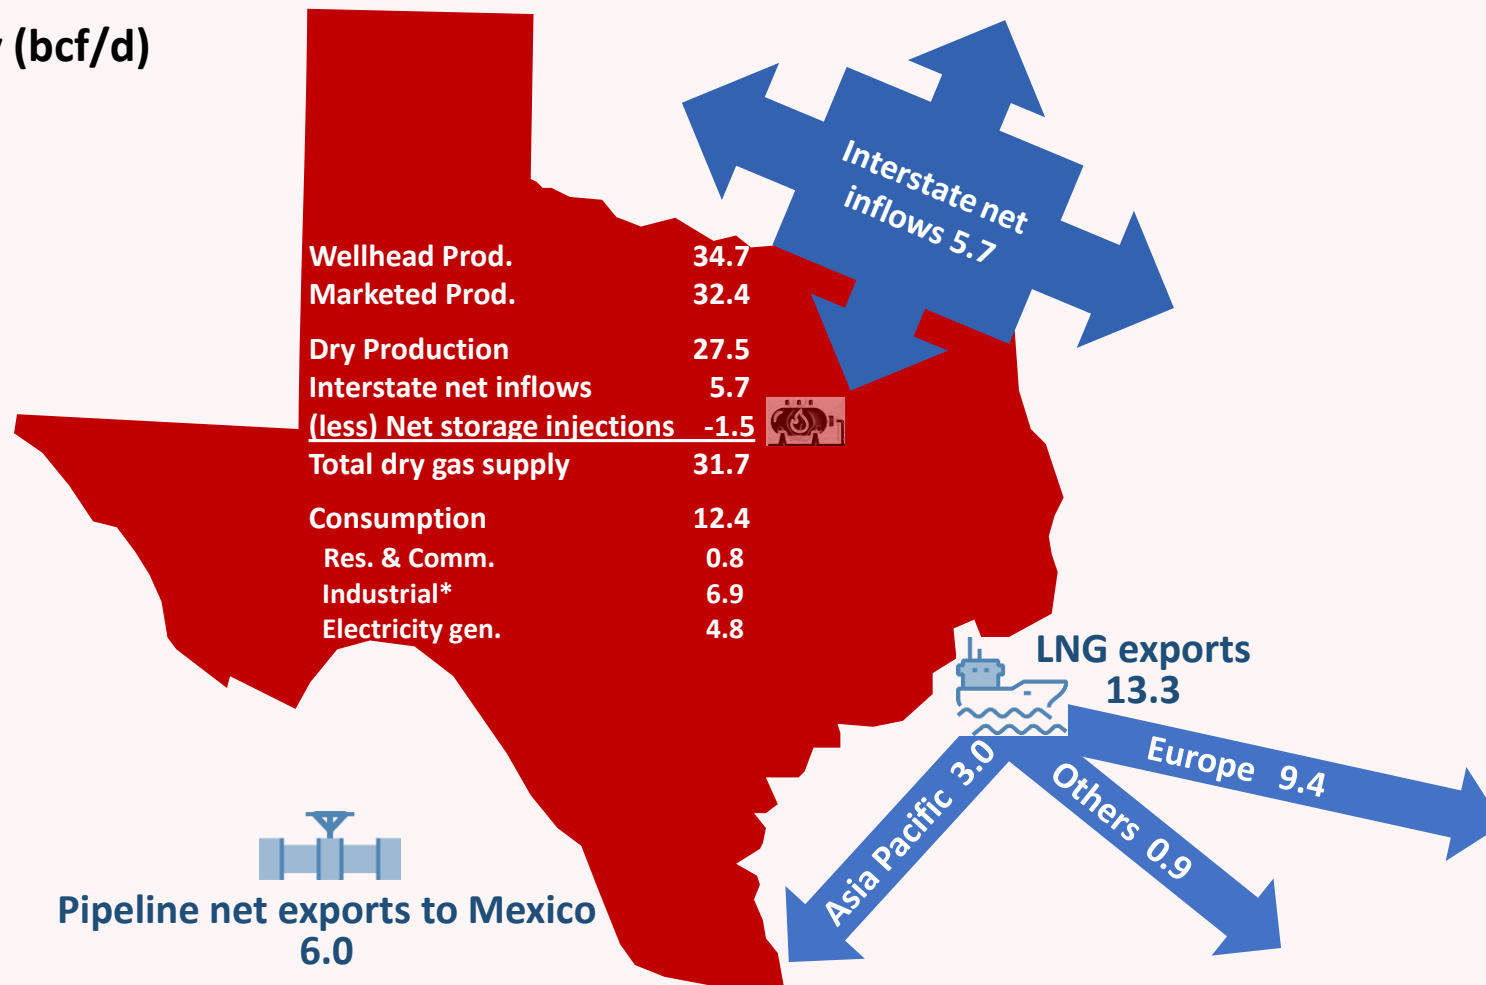 (bcf/d)
Interstate net
inflows 5.7
Wellhead Prod. 34.7
Marketed Prod. 32.4
Dry Production 27.5
Interstate net inflows 5.7
(less) Net storage injections -1.5
Total dry gas supply 31.7
Consumption 12.4
Res. & Comm. 0.8
Industrial* 6.9
Electricity gen. 4.8
LNG exports
13.3
Europe 9.4
Others 0.9
Asia Pacific 3.0
Pipeline net exports to Mexico
6.0